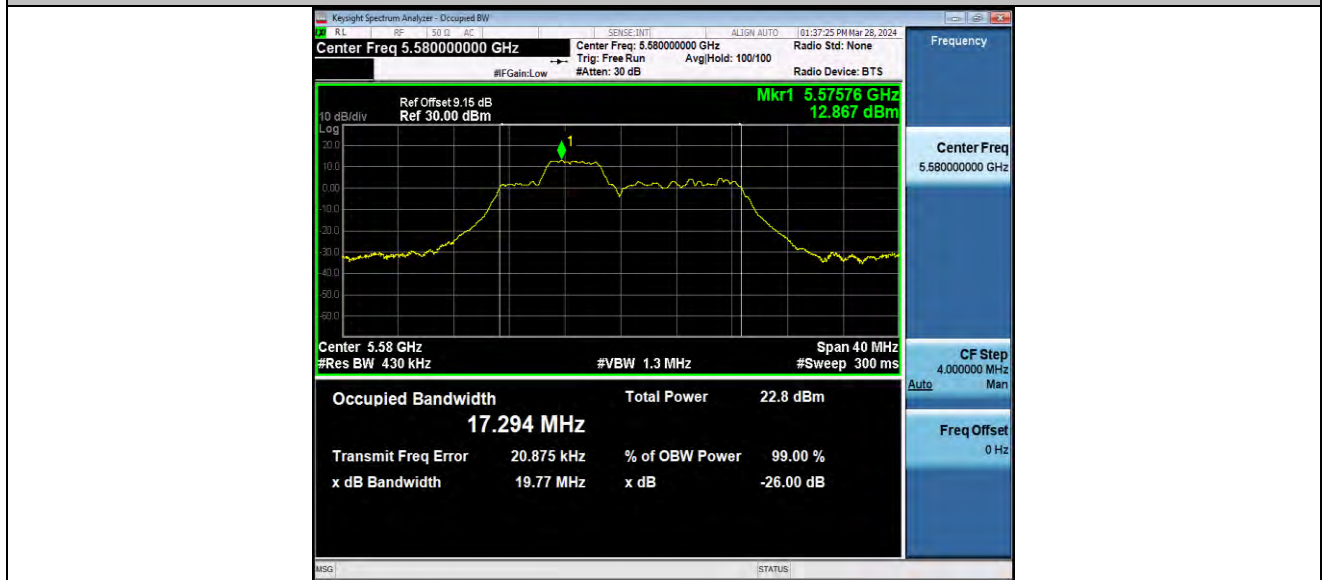 Keysight Spectrum Analyzer - Occupied BW
RL RF 50 Ω AC SENSE:INT ALIGN AUTO 01:37:25 PM Mar 28, 2024
Center Freq 5.580000000 GHz
Center Freq: 5.580000000 GHz
Radio Std: None
Trig: Free Run Avg|Hold: 100/100
#IFGain:Low #Atten: 30 dB Radio Device: BTS
Frequency
Mkr1 5.57576 GHz
12.867 dBm
Ref Offset 9.15 dB
10 dB/div Ref 30.00 dBm
Log
1
20.0
10.0
0.00
-10.0
-20.0
-30.0
-40.0
-50.0
-60.0
Center 5.58 GHz Span 40 MHz
#Res BW 430 kHz #VBW 1.3 MHz #Sweep 300 ms
Center Freq
5.580000000 GHz
CF Step
4.000000 MHz
Auto Man
Freq Offset
0 Hz
Occupied Bandwidth Total Power 22.8 dBm
17.294 MHz
Transmit Freq Error 20.875 kHz % of OBW Power 99.00 %
x dB Bandwidth 19.77 MHz x dB -26.00 dB
MSG STATUS